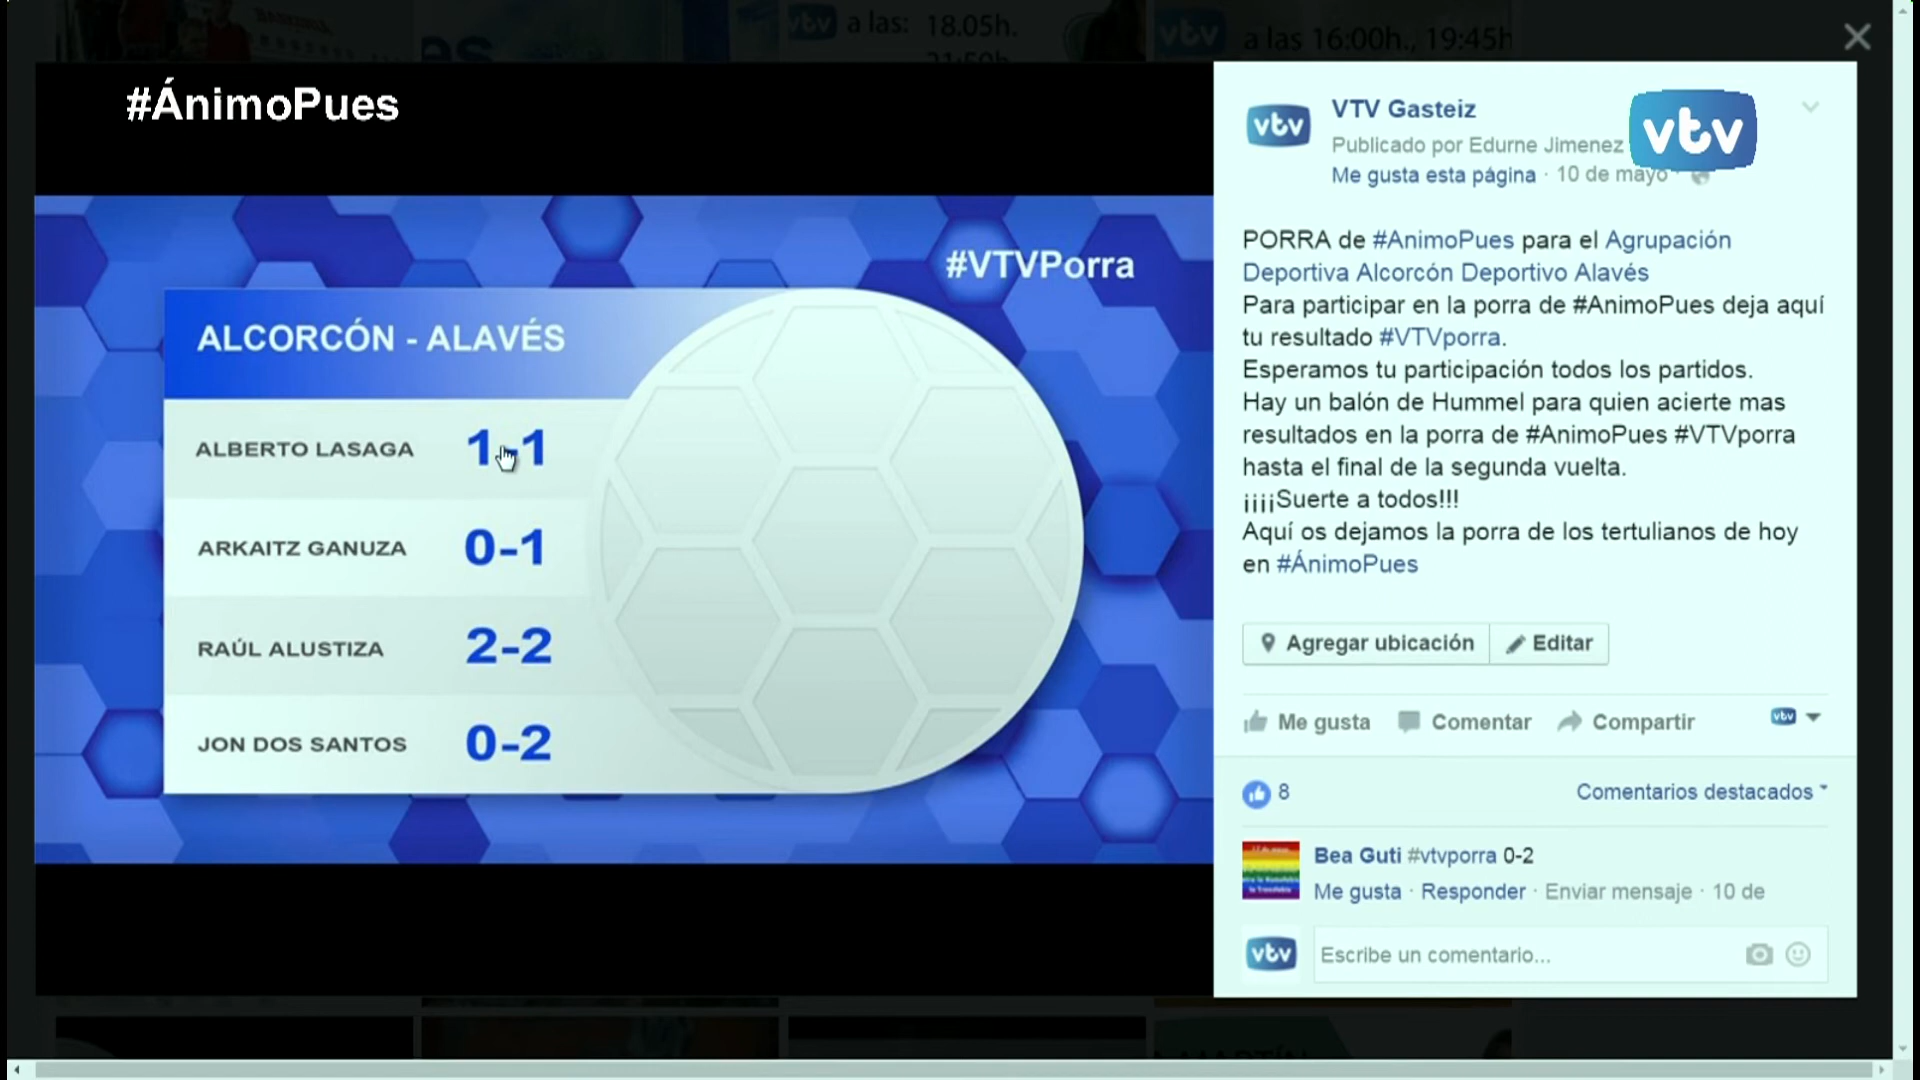 vtv a las: 18.05h.
vtv a las 16:00h., 19:45h
#ÁnimoPues
#VTVPorra
ALCORCÓN - ALAVÉS
ALBERTO LASAGA 1-1
ARKAITZ GANUZA 0-1
RAÚL ALUSTIZA 2-2
JON DOS SANTOS 0-2
vtv
VTV Gasteiz
vtv
Publicado por Edurne Jimenez
Me gusta esta página · 10 de mayo ·
PORRA de #AnimoPues para el Agrupación
Deportiva Alcorcón Deportivo Alavés
Para participar en la porra de #AnimoPues deja aquí
tu resultado #VTVporra.
Esperamos tu participación todos los partidos.
Hay un balón de Hummel para quien acierte mas
resultados en la porra de #AnimoPues #VTVporra
hasta el final de la segunda vuelta.
¡¡¡¡Suerte a todos!!!
Aquí os dejamos la porra de los tertulianos de hoy
en #ÁnimoPues
Agregar ubicación Editar
Me gusta Comentar Compartir vtv
8 Comentarios destacados
Bea Guti #vtvporra 0-2
Me gusta · Responder · Enviar mensaje · 10 de
vtv Escribe un comentario...